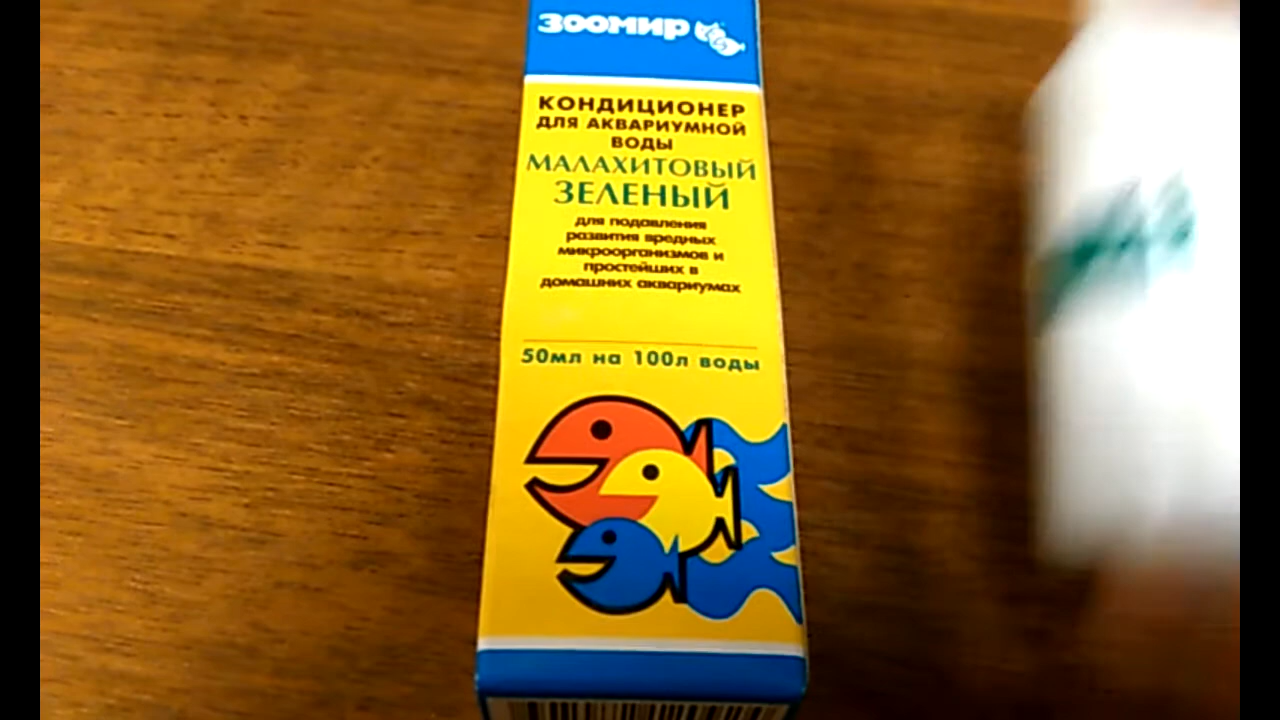 ЗООМИР
КОНДИЦИОНЕР
ДЛЯ АКВАРИУМНОЙ
ВОДЫ
МАЛАХИТОВЫЙ
ЗЕЛЕНЫЙ
для подавления
развития вредных
микроорганизмов и
простейших в
домашних аквариумах
50мл на 100л воды